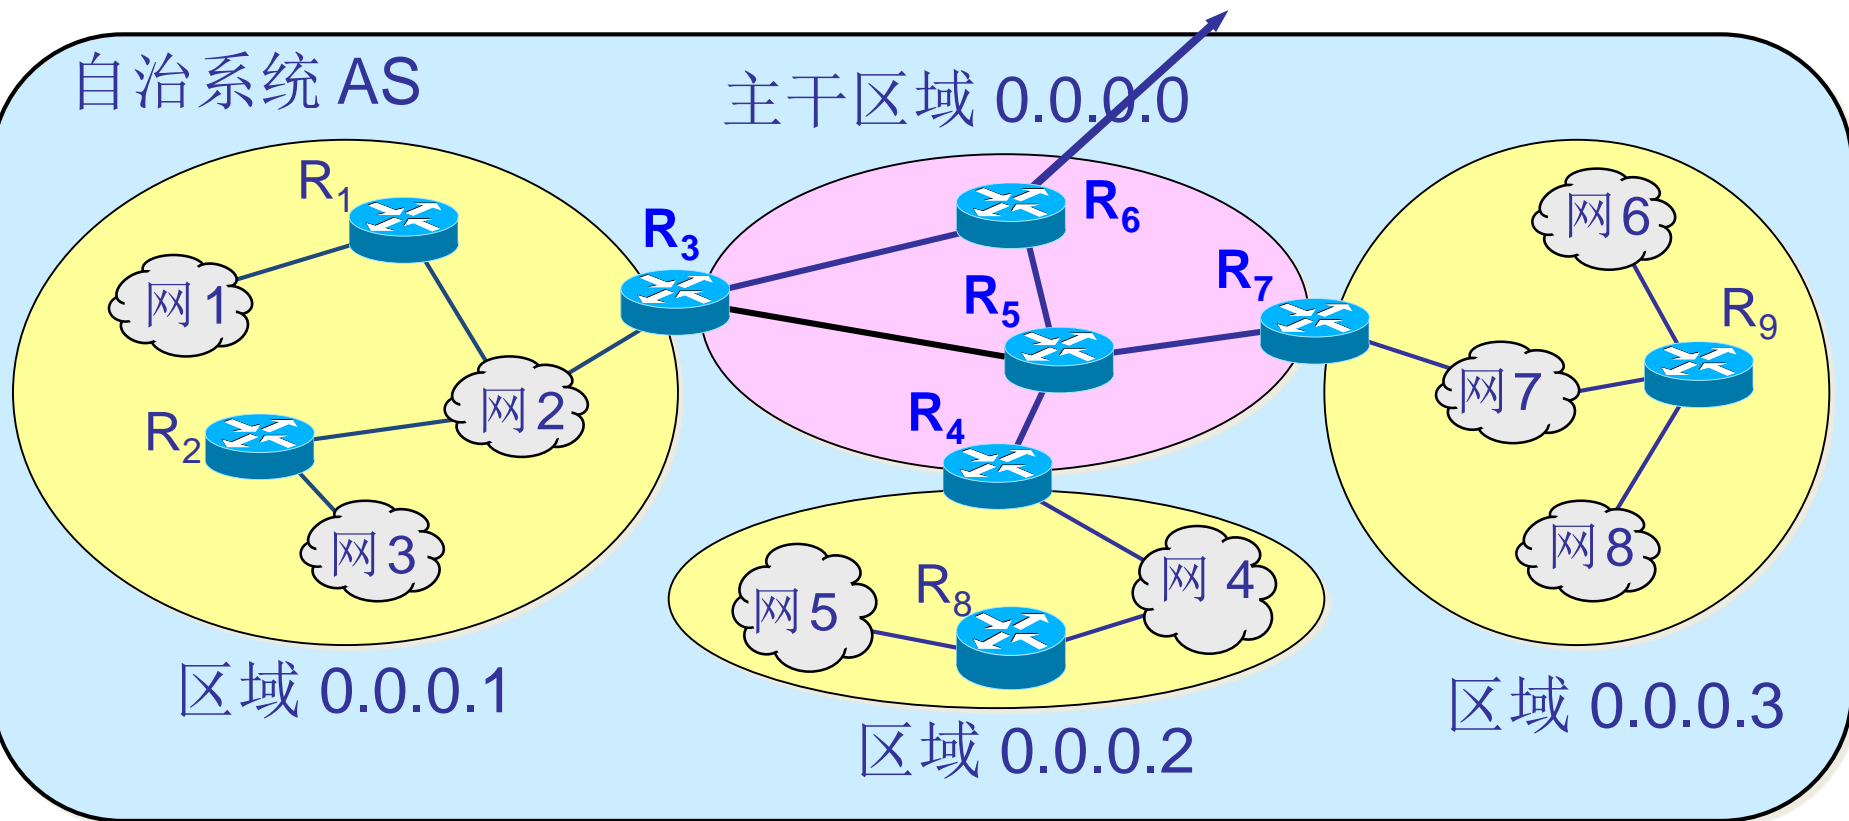 自治系统 AS
主干区域 0.0.0.0
R1
R3
R6
网6
网1
R5
R7
R9
R2
网2
R4
网7
网3
网8
网5
R8
网 4
区域 0.0.0.1
区域 0.0.0.2
区域 0.0.0.3